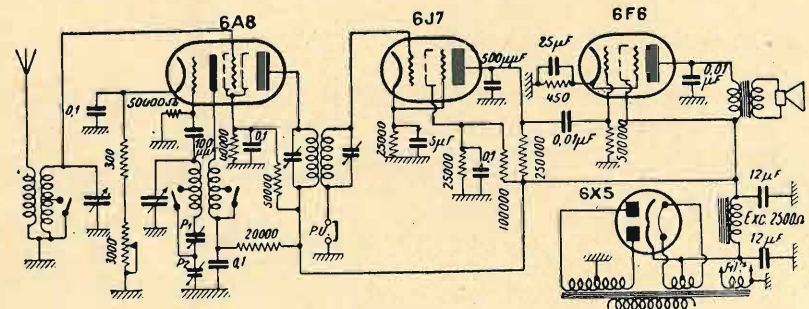 6A8
6J7
6F6
0,1
50000Ω
100 µµF
300
3000
P1
P2
40000
0,1
50000
20000
0,1
P.U
25000
5µF
25000
0,1
100000
500µµF
250000
25µF
450
0,01µF
500000
0,01 µF
6X5
12µF
Exc. 2500Ω
12µF
Fil.